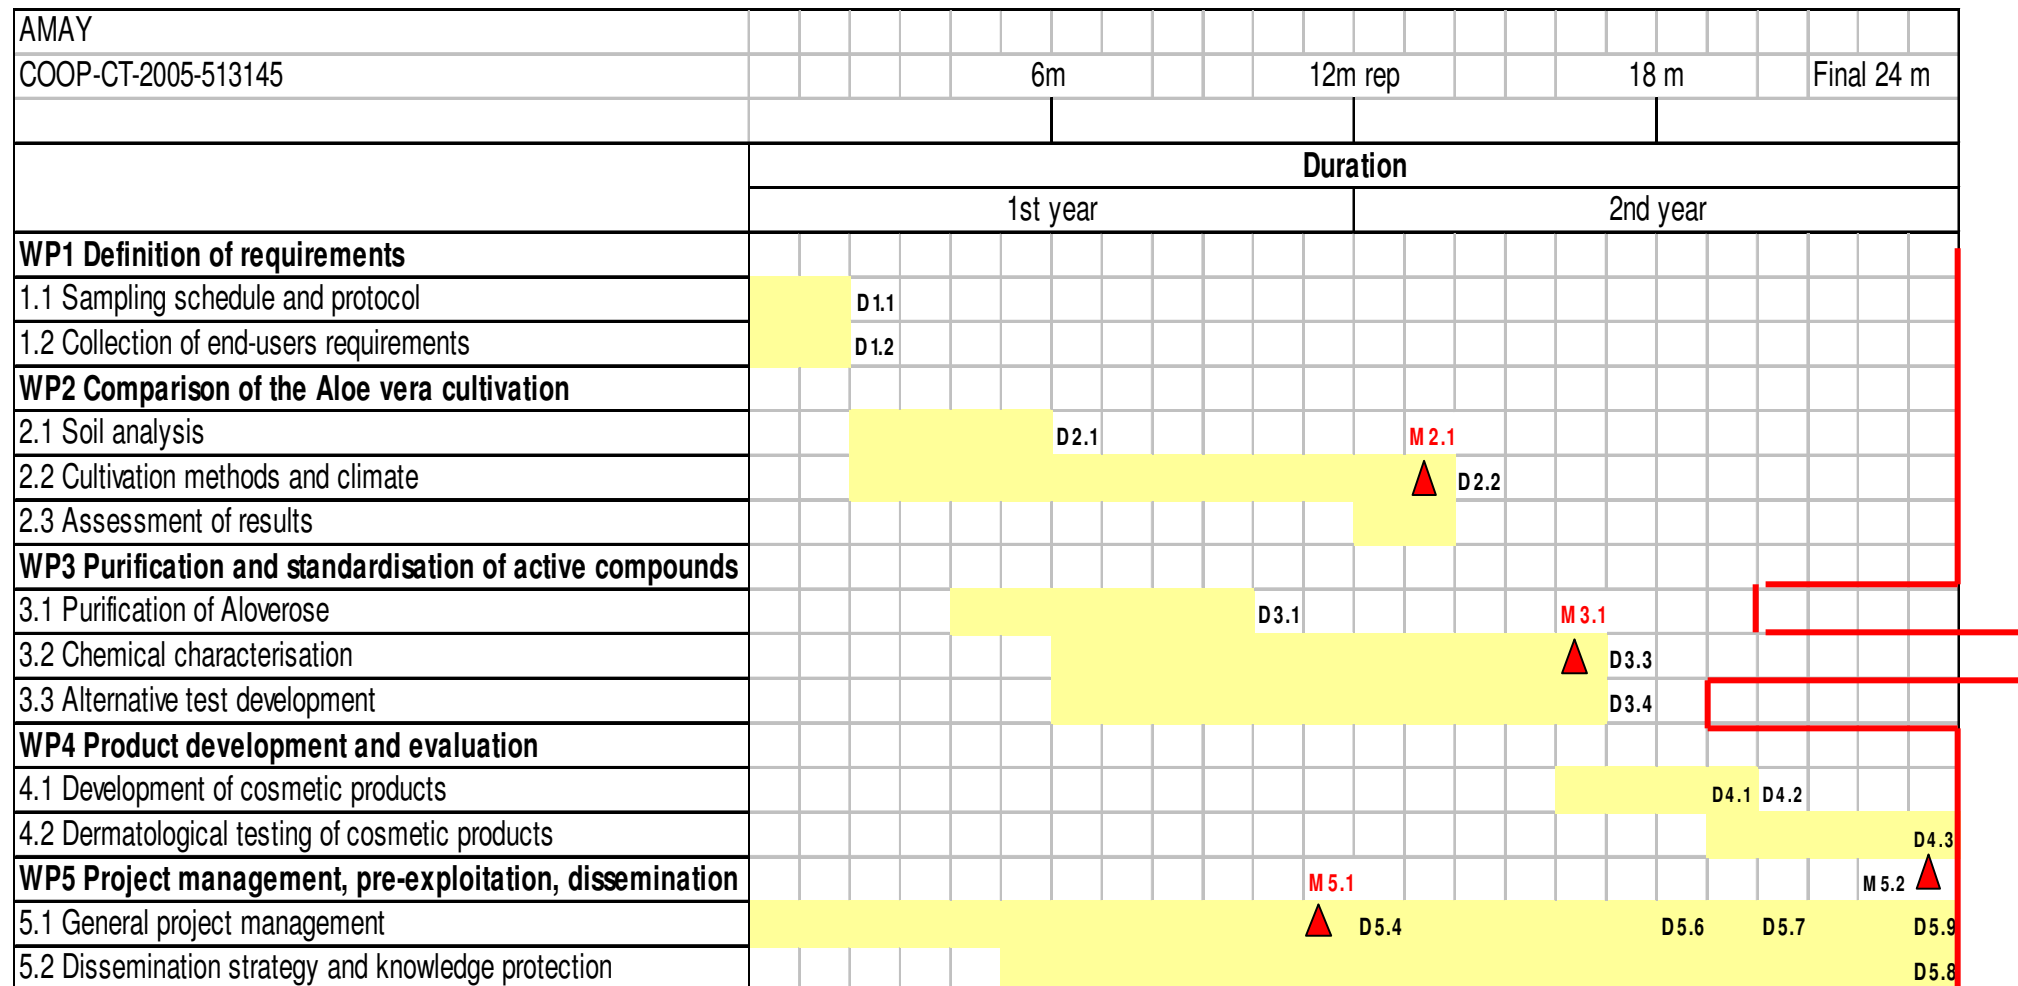 AMAY
COOP-CT-2005-513145 6m 12m rep 18 m Final 24 m
Duration
1st year 2nd year
WP1 Definition of requirements
1.1 Sampling schedule and protocol D1.1
1.2 Collection of end-users requirements D1.2
WP2 Comparison of the Aloe vera cultivation
2.1 Soil analysis D2.1 M2.1
2.2 Cultivation methods and climate D2.2
2.3 Assessment of results
WP3 Purification and standardisation of active compounds
3.1 Purification of Aloverose D3.1 M3.1
3.2 Chemical characterisation D3.3
3.3 Alternative test development D3.4
WP4 Product development and evaluation
4.1 Development of cosmetic products D4.1 D4.2
4.2 Dermatological testing of cosmetic products D4.3
WP5 Project management, pre-exploitation, dissemination M5.1 M5.2
5.1 General project management D5.4 D5.6 D5.7 D5.9
5.2 Dissemination strategy and knowledge protection D5.8